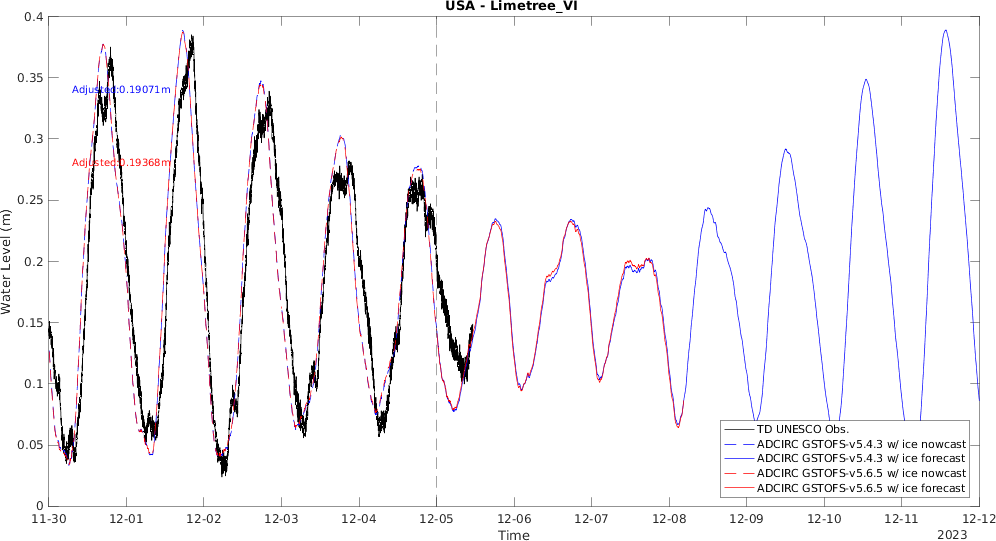 USA - Limetree_VI
0.4
0.35
0.3
0.25
0.2
0.15
0.1
0.05
0
Water Level (m)
Adjusted:0.19071m
Adjusted:0.19368m
TD UNESCO Obs.
ADCIRC GSTOFS-v5.4.3 w/ ice nowcast
ADCIRC GSTOFS-v5.4.3 w/ ice forecast
ADCIRC GSTOFS-v5.6.5 w/ ice nowcast
ADCIRC GSTOFS-v5.6.5 w/ ice forecast
11-30 12-01 12-02 12-03 12-04 12-05 12-06 12-07 12-08 12-09 12-10 12-11 12-12
Time
2023